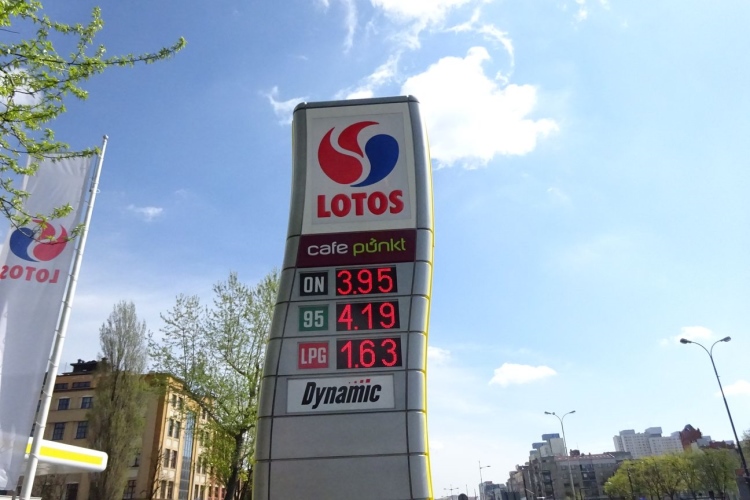 LOTOS
cafe punkt
ON 3.95
95 4.19
LPG 1.63
Dynamic
LOTOS